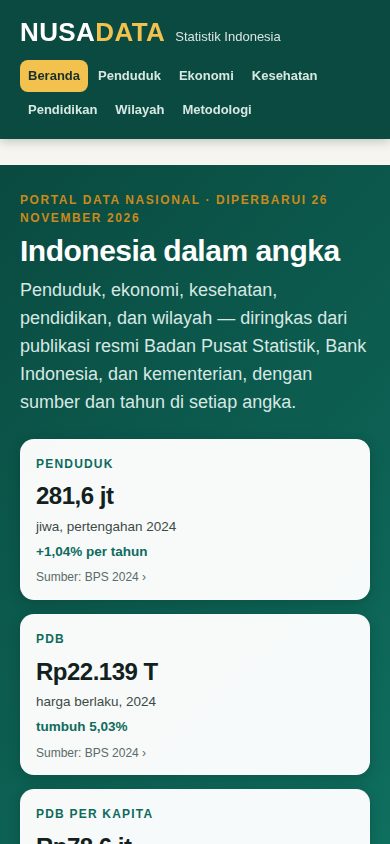 NUSADATA Statistik Indonesia
Beranda Penduduk Ekonomi Kesehatan
Pendidikan Wilayah Metodologi
PORTAL DATA NASIONAL · DIPERBARUI 26
NOVEMBER 2026
Indonesia dalam angka
Penduduk, ekonomi, kesehatan,
pendidikan, dan wilayah — diringkas dari
publikasi resmi Badan Pusat Statistik, Bank
Indonesia, dan kementerian, dengan
sumber dan tahun di setiap angka.
PENDUDUK
281,6 jt
jiwa, pertengahan 2024
+1,04% per tahun
Sumber: BPS 2024 ›
PDB
Rp22.139 T
harga berlaku, 2024
tumbuh 5,03%
Sumber: BPS 2024 ›
PDB PER KAPITA
Rp78,6 jt